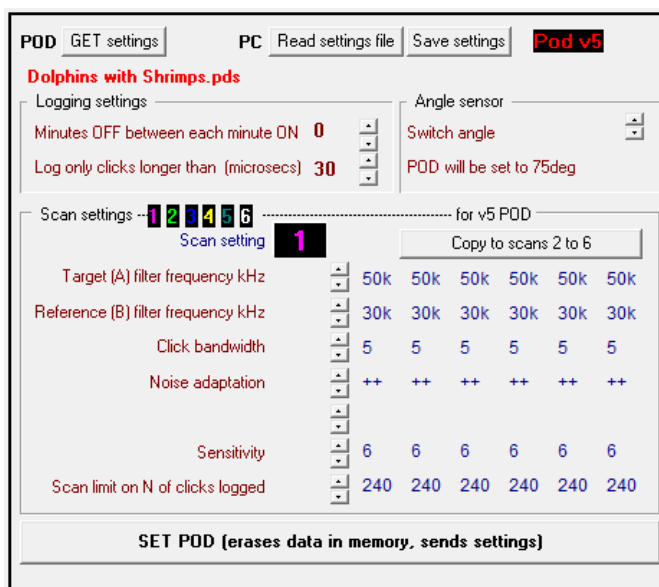 POD GET settings PC Read settings file Save settings Pod v5
Dolphins with Shrimps.pds
Logging settings
Minutes OFF between each minute ON 0
Log only clicks longer than (microsecs) 30
Angle sensor
Switch angle
POD will be set to 75deg
Scan settings --1 2 3 4 5 6 ---------- for v5 POD
Scan setting 1 Copy to scans 2 to 6
Target (A) filter frequency kHz 50k 50k 50k 50k 50k 50k
Reference (B) filter frequency kHz 30k 30k 30k 30k 30k 30k
Click bandwidth 5 5 5 5 5 5
Noise adaptation ++ ++ ++ ++ ++ ++
Sensitivity 6 6 6 6 6 6
Scan limit on N of clicks logged 240 240 240 240 240 240
SET POD (erases data in memory, sends settings)